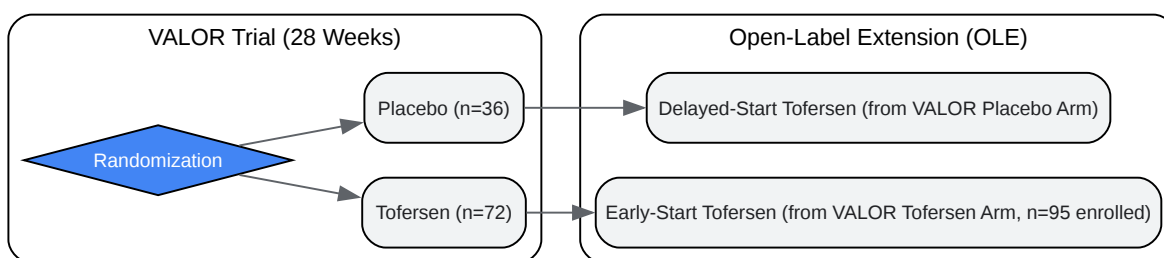 VALOR Trial (28 Weeks)
Open-Label Extension (OLE)
Placebo (n=36)
Delayed-Start Tofersen (from VALOR Placebo Arm)
Randomization
Tofersen (n=72)
Early-Start Tofersen (from VALOR Tofersen Arm, n=95 enrolled)